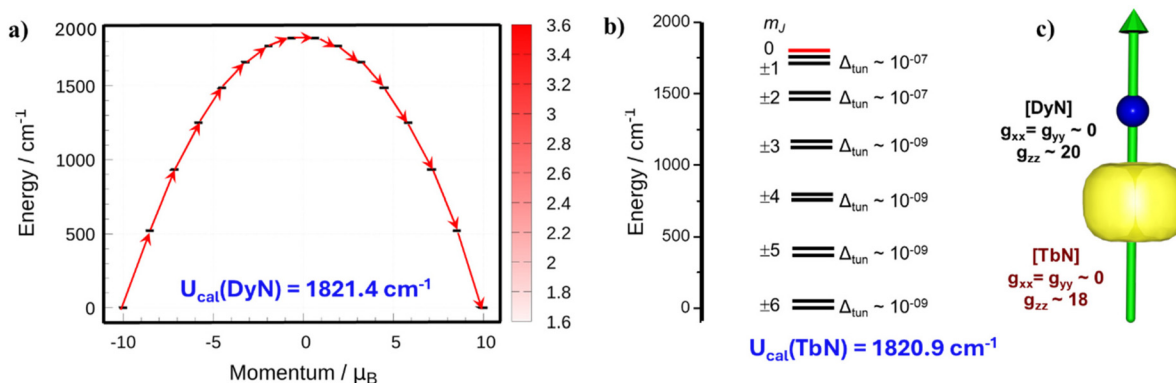 a)
2000
1500
1000
500
0
Energy / cm⁻¹
-10
-5
0
5
10
Momentum / μB
U_cal(DyN) = 1821.4 cm⁻¹
3.6
3.4
3.2
3
2.8
2.6
2.4
2.2
2
1.8
1.6
b)
2000
1500
1000
500
0
Energy / cm⁻¹
m_J
0
±1 Δ_tun ~ 10⁻⁰⁷
±2 Δ_tun ~ 10⁻⁰⁷
±3 Δ_tun ~ 10⁻⁰⁹
±4 Δ_tun ~ 10⁻⁰⁹
±5 Δ_tun ~ 10⁻⁰⁹
±6 Δ_tun ~ 10⁻⁰⁹
U_cal(TbN) = 1820.9 cm⁻¹
c)
[DyN]
g_xx = g_yy ~ 0
g_zz ~ 20
[TbN]
g_xx = g_yy ~ 0
g_zz ~ 18